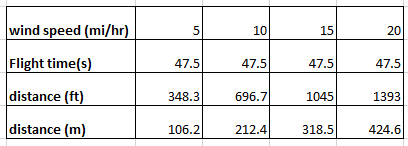 wind speed (mi/hr) 5 10 15 20
Flight time(s) 47.5 47.5 47.5 47.5
distance (ft) 348.3 696.7 1045 1393
distance (m) 106.2 212.4 318.5 424.6